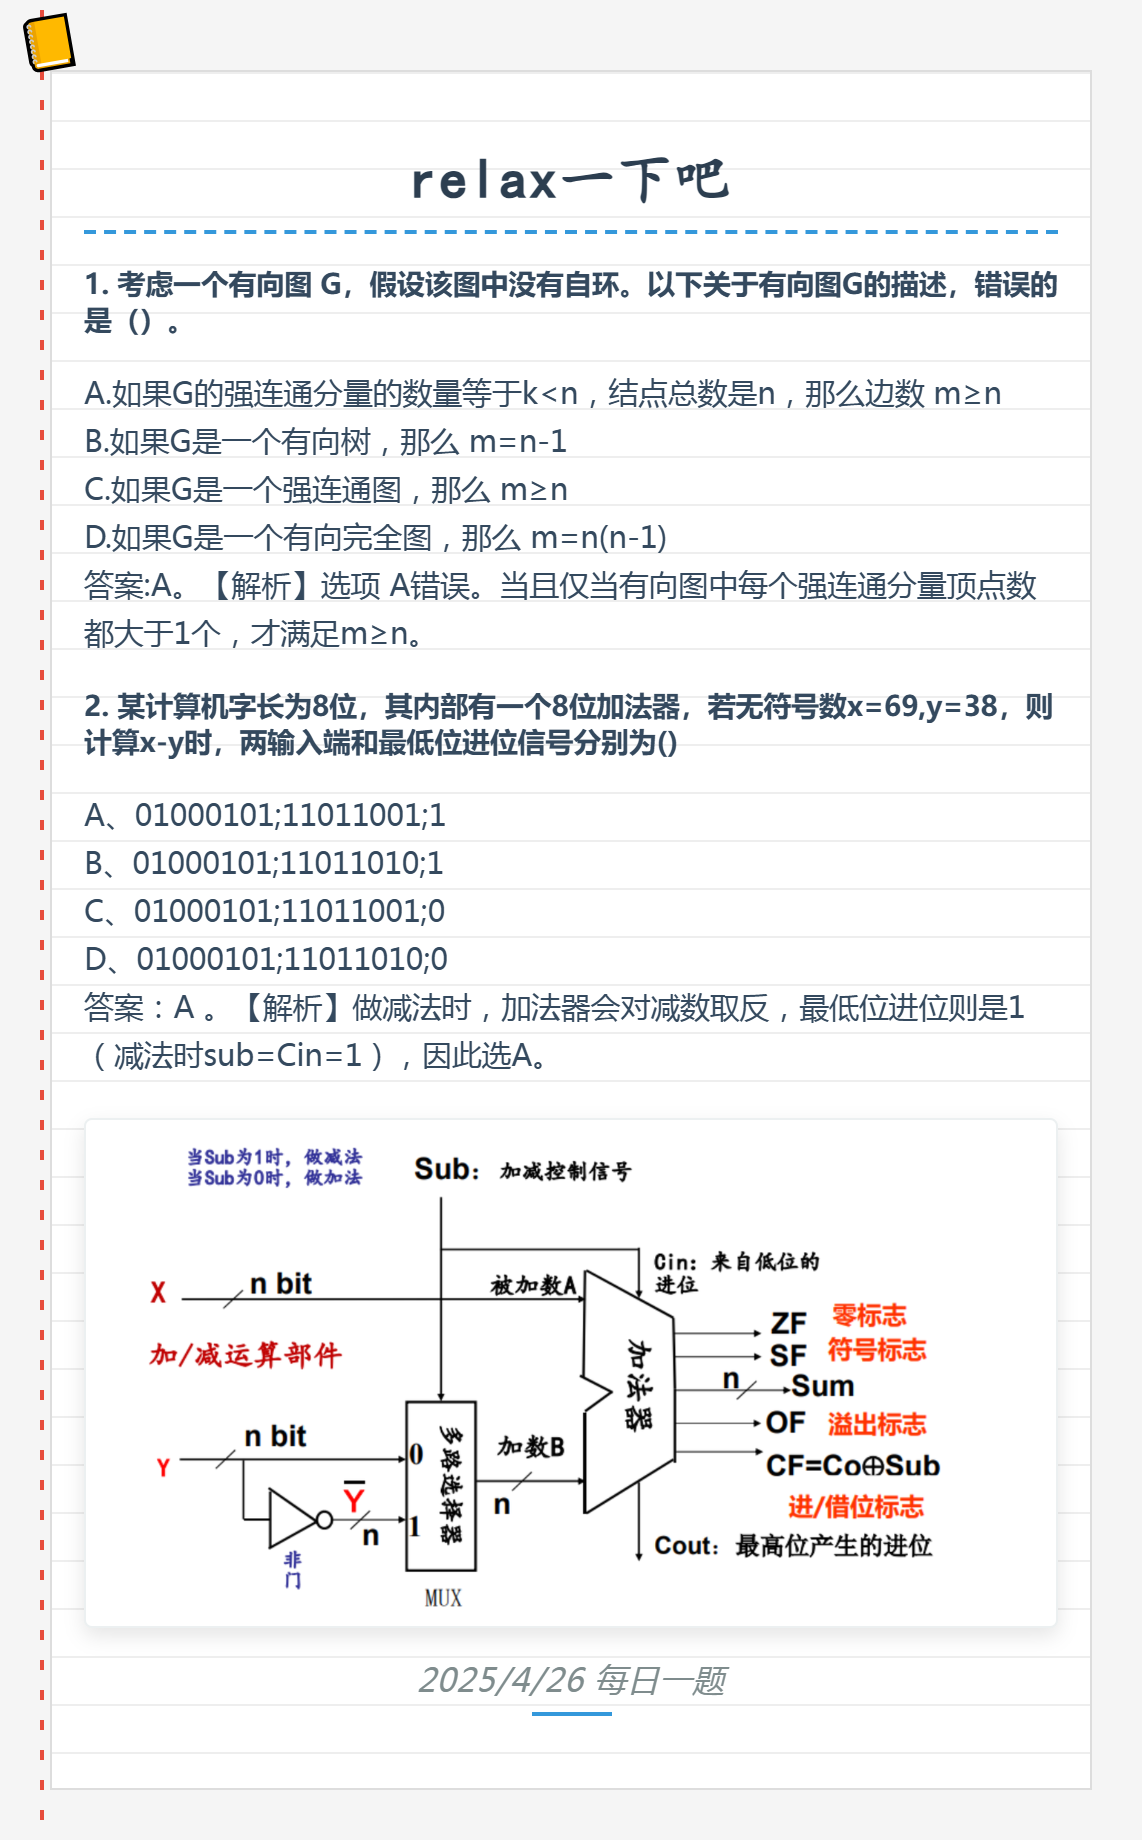 relax一下吧
1. 考虑一个有向图 G，假设该图中没有自环。以下关于有向图G的描述，错误的
是（）。
A.如果G的强连通分量的数量等于k<n，结点总数是n，那么边数 m≥n
B.如果G是一个有向树，那么 m=n-1
C.如果G是一个强连通图，那么 m≥n
D.如果G是一个有向完全图，那么 m=n(n-1)
答案:A。【解析】选项 A错误。当且仅当有向图中每个强连通分量顶点数
都大于1个，才满足m≥n。
2. 某计算机字长为8位，其内部有一个8位加法器，若无符号数x=69,y=38，则
计算x-y时，两输入端和最低位进位信号分别为()
A、01000101;11011001;1
B、01000101;11011010;1
C、01000101;11011001;0
D、01000101;11011010;0
答案：A 。【解析】做减法时，加法器会对减数取反，最低位进位则是1
（减法时sub=Cin=1），因此选A。
当Sub为1时，做减法
当Sub为0时，做加法
Sub：加减控制信号
Cin：来自低位的
进位
X
n bit
被加数A
加/减运算部件
加法器
ZF 零标志
SF 符号标志
n
Sum
OF 溢出标志
CF=Co⊕Sub
进/借位标志
Y
n bit
0
多路选择器
加数B
n
Y̅
n
1
非门
MUX
Cout：最高位产生的进位
2025/4/26 每日一题